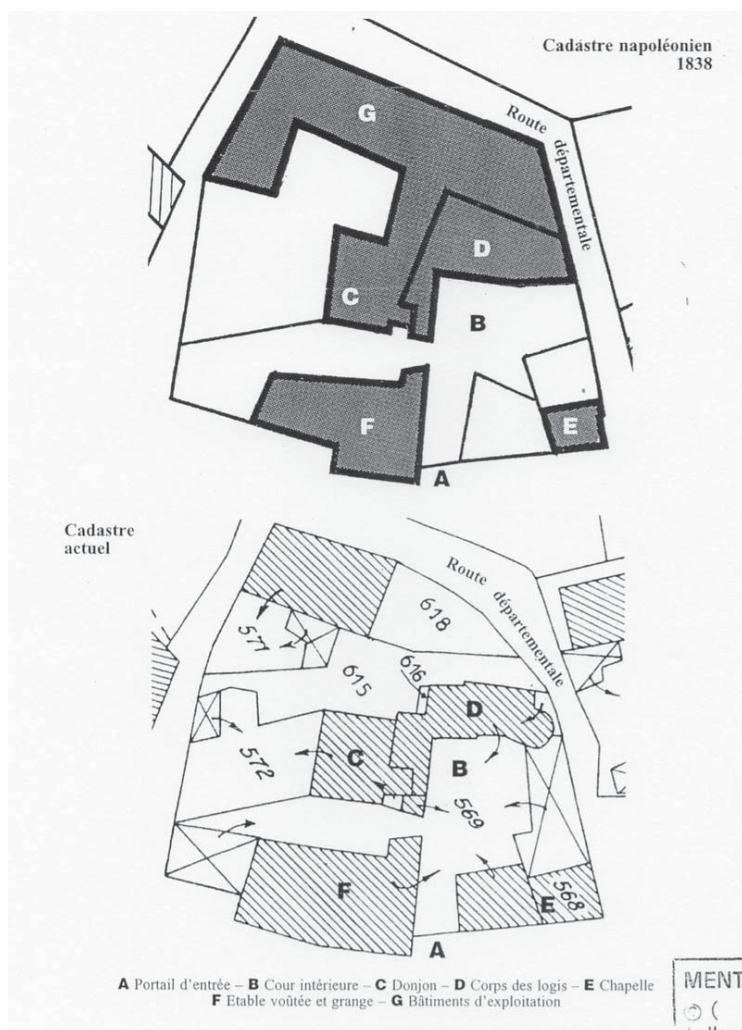 Cadastre napoléonien
1838
Route
départementale
G
D
C
B
F
E
A
Cadastre
actuel
Route
départementale
618
571
615
616
D
C
B
572
569
F
E
568
A
A Portail d'entrée – B Cour intérieure – C Donjon – D Corps des logis – E Chapelle
F Etable voûtée et grange – G Bâtiments d'exploitation
MENT
(